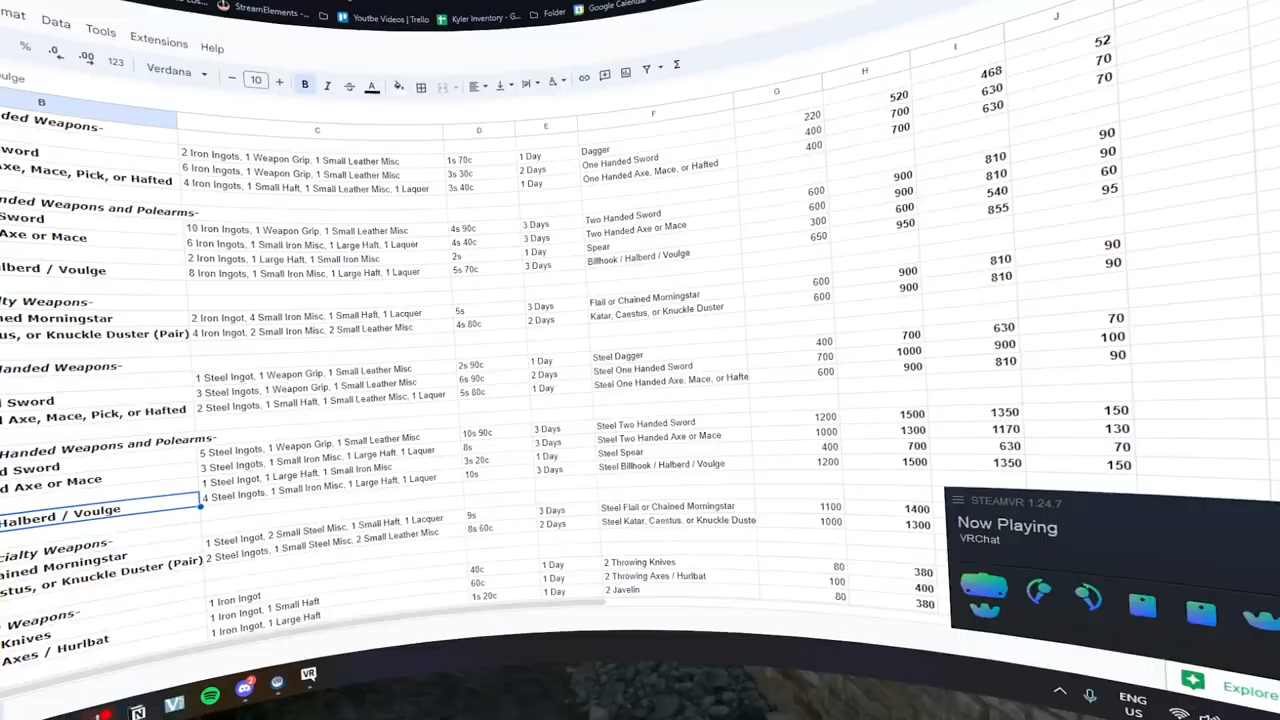 StreamElements -
Youtbe Videos | Trello
Kyler Inventory - G...
Folder
Google Calendar
mat Data Tools Extensions Help
% .0 .00 123 Verdana 10 B I A
oulge
B C D E F G H I J
ded Weapons-
220 520 468 52
word 2 Iron Ingots, 1 Weapon Grip, 1 Small Leather Misc 1s 70c 1 Day Dagger 400 700 630 70
Axe, Mace, Pick, or Hafted 6 Iron Ingots, 1 Weapon Grip, 1 Small Leather Misc 3s 30c 2 Days One Handed Sword 400 700 630 70
4 Iron Ingots, 1 Small Haft, 1 Small Leather Misc, 1 Laquer 3s 40c 1 Day One Handed Axe, Mace, or Hafted
nded Weapons and Polearms-
Sword 10 Iron Ingots, 1 Weapon Grip, 1 Small Leather Misc 4s 90c 3 Days Two Handed Sword 600 900 810 90
Axe or Mace 6 Iron Ingots, 1 Small Iron Misc, 1 Large Haft, 1 Laquer 4s 40c 3 Days Two Handed Axe or Mace 600 900 810 90
2 Iron Ingots, 1 Large Haft, 1 Small Iron Misc 2s 1 Day Spear 300 600 540 60
alberd / Voulge 8 Iron Ingots, 1 Small Iron Misc, 1 Large Haft, 1 Laquer 5s 70c 3 Days Billhook / Halberd / Voulge 650 950 855 95
lty Weapons-
ned Morningstar 2 Iron Ingot, 4 Small Iron Misc, 1 Small Haft, 1 Laquer 5s 3 Days Flail or Chained Morningstar 600 900 810 90
us, or Knuckle Duster (Pair) 4 Iron Ingot, 2 Small Iron Misc, 2 Small Leather Misc 4s 80c 2 Days Katar, Caestus, or Knuckle Duster 600 900 810 90
Handed Weapons-
1 Steel Ingot, 1 Weapon Grip, 1 Small Leather Misc 2s 90c 1 Day Steel Dagger 400 700 630 70
d Sword 3 Steel Ingots, 1 Weapon Grip, 1 Small Leather Misc 6s 90c 2 Days Steel One Handed Sword 700 1000 900 100
d Axe, Mace, Pick, or Hafted 2 Steel Ingots, 1 Small Haft, 1 Small Leather Misc, 1 Laquer 5s 80c 1 Day Steel One Handed Axe, Mace, or Hafte 600 900 810 90
Handed Weapons and Polearms-
d Sword 5 Steel Ingots, 1 Weapon Grip, 1 Small Leather Misc 10s 90c 3 Days Steel Two Handed Sword 1200 1500 1350 150
d Axe or Mace 3 Steel Ingots, 1 Small Iron Misc, 1 Large Haft, 1 Laquer 8s 3 Days Steel Two Handed Axe or Mace 1000 1300 1170 130
1 Steel Ingot, 1 Large Haft, 1 Small Iron Misc 3s 20c 1 Day Steel Spear 400 700 630 70
Halberd / Voulge 4 Steel Ingots, 1 Small Iron Misc, 1 Large Haft, 1 Laquer 10s 3 Days Steel Billhook / Halberd / Voulge 1200 1500 1350 150
cialty Weapons-
ained Morningstar 1 Steel Ingot, 2 Small Steel Misc, 1 Small Haft, 1 Lacquer 9s 3 Days Steel Flail or Chained Morningstar 1100 1400
stus, or Knuckle Duster (Pair) 2 Steel Ingots, 1 Small Steel Misc, 2 Small Leather Misc 8s 60c 2 Days Steel Katar, Caestus, or Knuckle Duste 1000 1300
Weapons-
Knives 1 Iron Ingot 40c 1 Day 2 Throwing Knives 80 380
Axes / Hurlbat 1 Iron Ingot, 1 Small Haft 60c 1 Day 2 Throwing Axes / Hurlbat 100 400
1 Iron Ingot, 1 Large Haft 1s 20c 1 Day 2 Javelin 80 380
STEAMVR 1.24.7
Now Playing
VRChat
Explore
VR
2
ENG
US